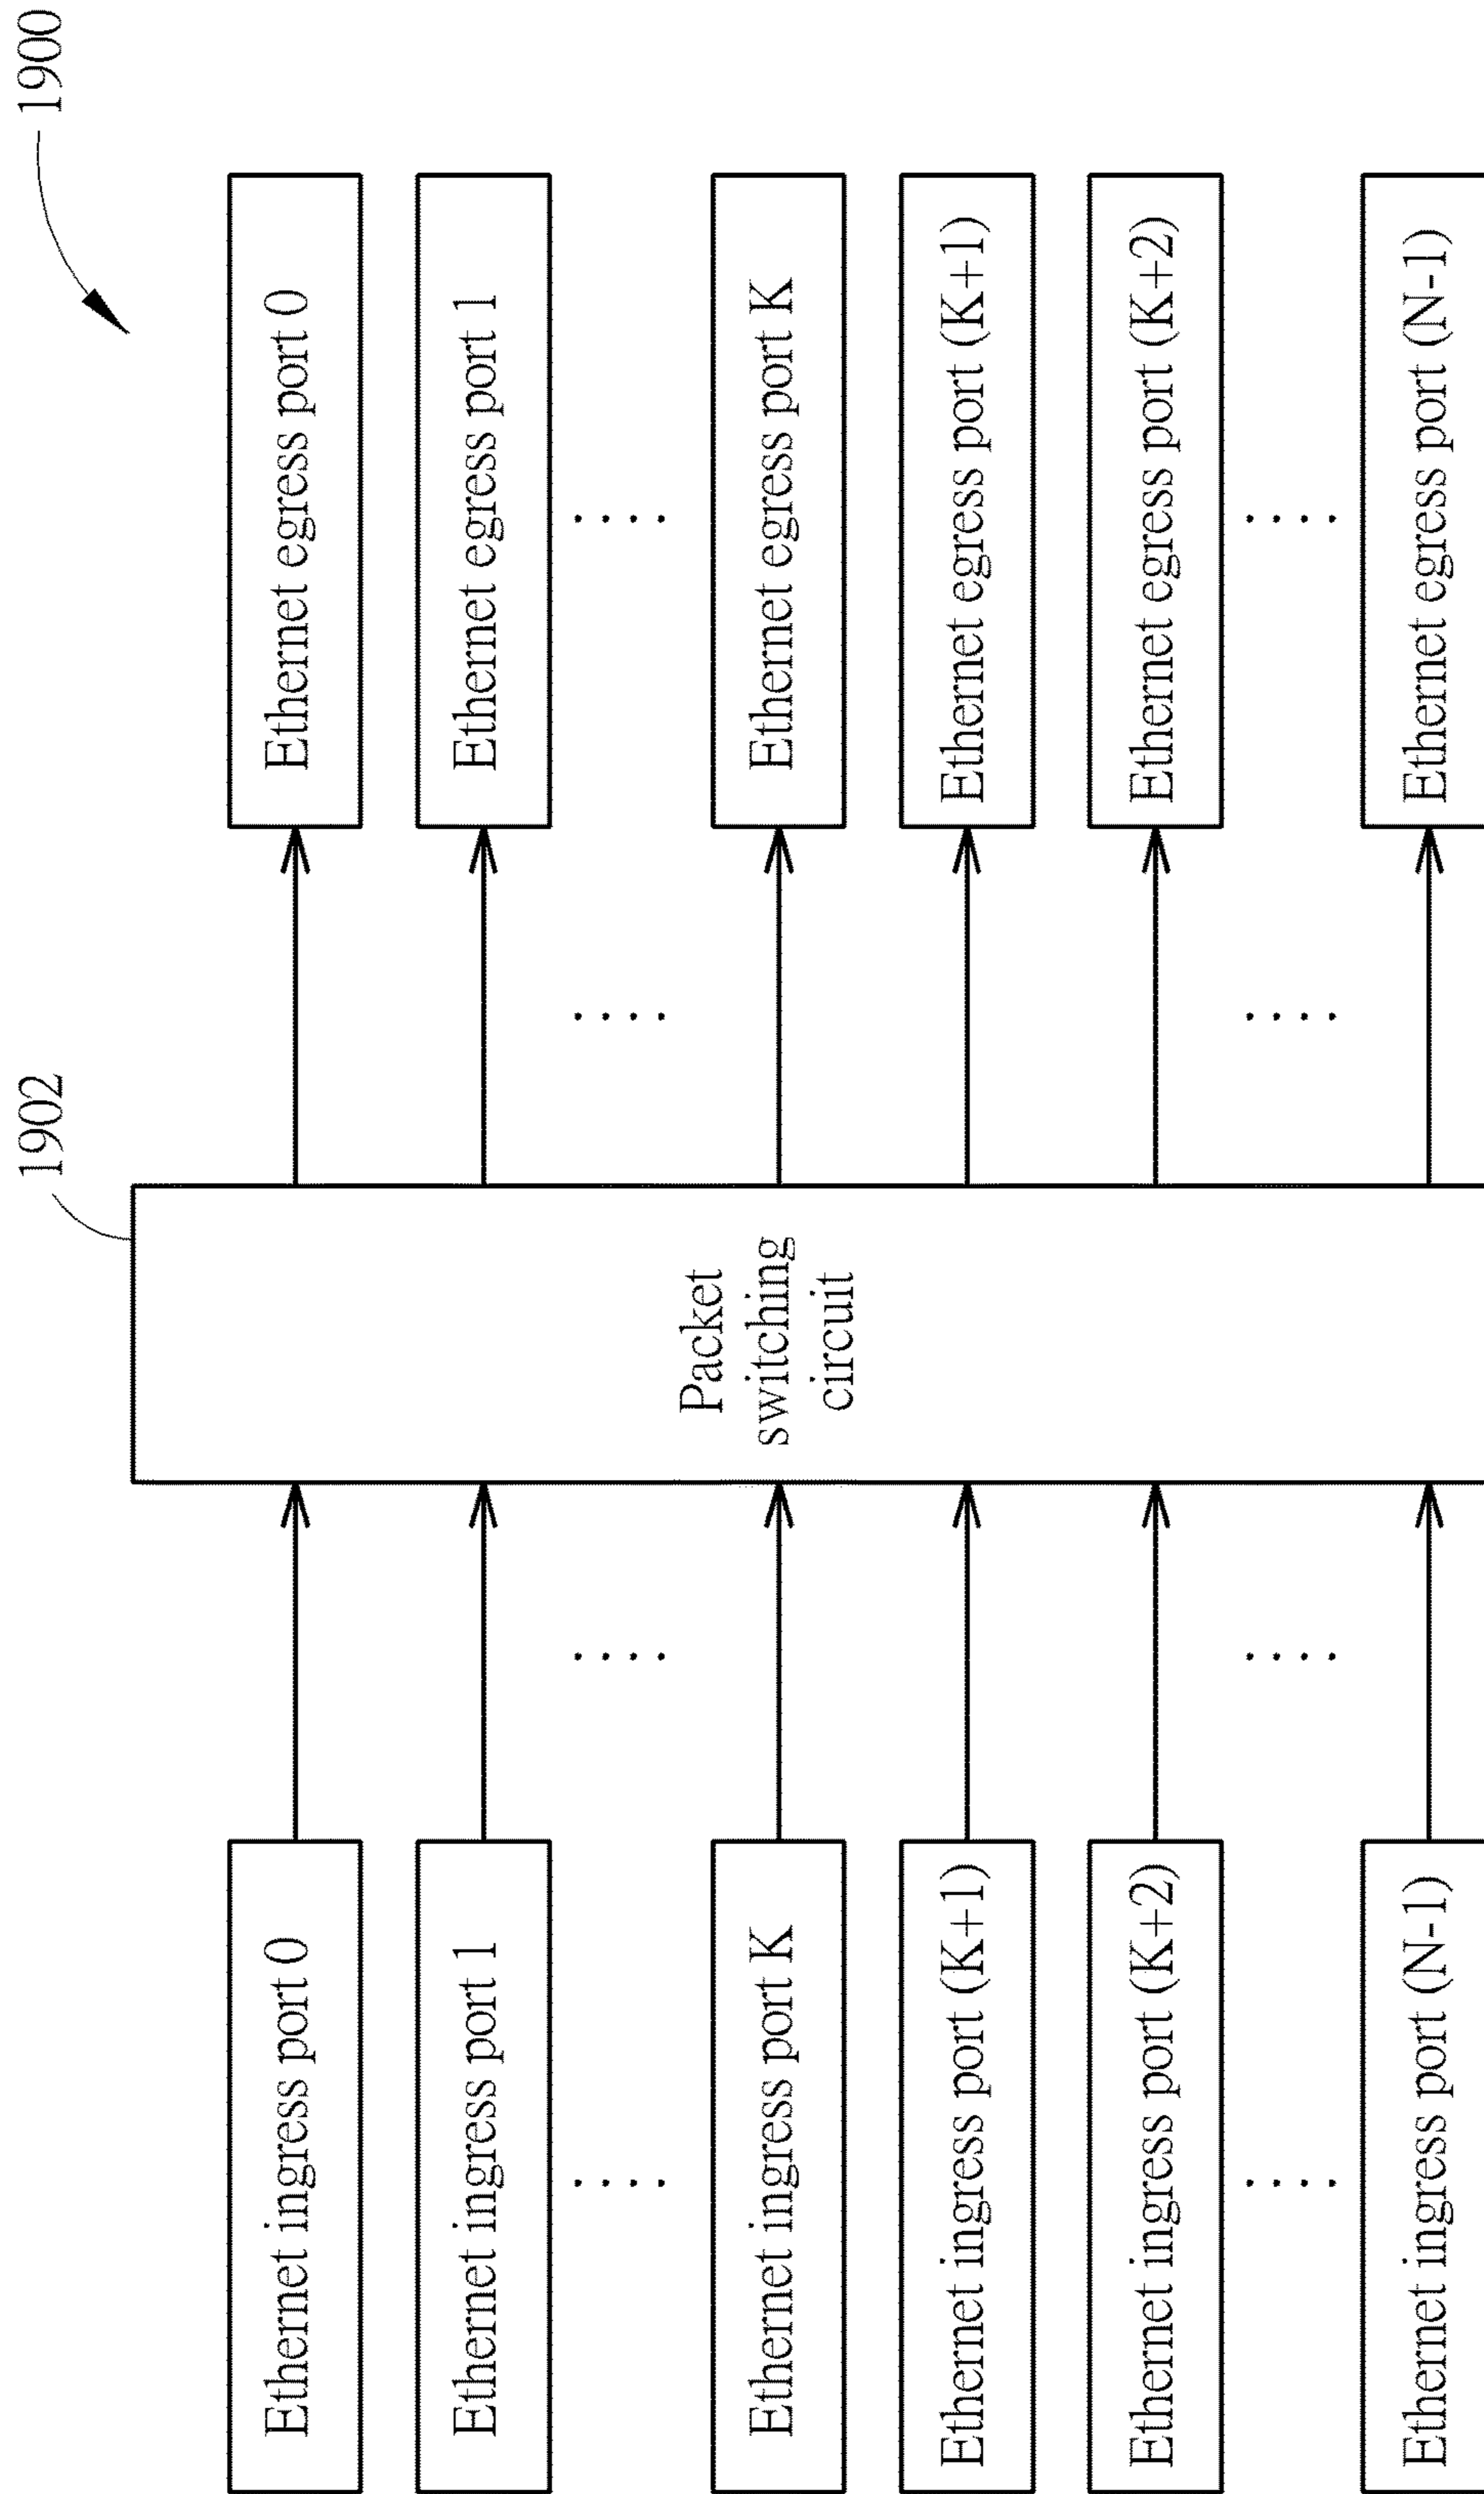 1900
1902
Ethernet ingress port 0
Ethernet ingress port 1
....
Ethernet ingress port K
Ethernet ingress port (K+1)
Ethernet ingress port (K+2)
....
Ethernet ingress port (N-1)
....
....
Packet
switching
circuit
....
....
Ethernet egress port 0
Ethernet egress port 1
....
Ethernet egress port K
Ethernet egress port (K+1)
Ethernet egress port (K+2)
....
Ethernet egress port (N-1)